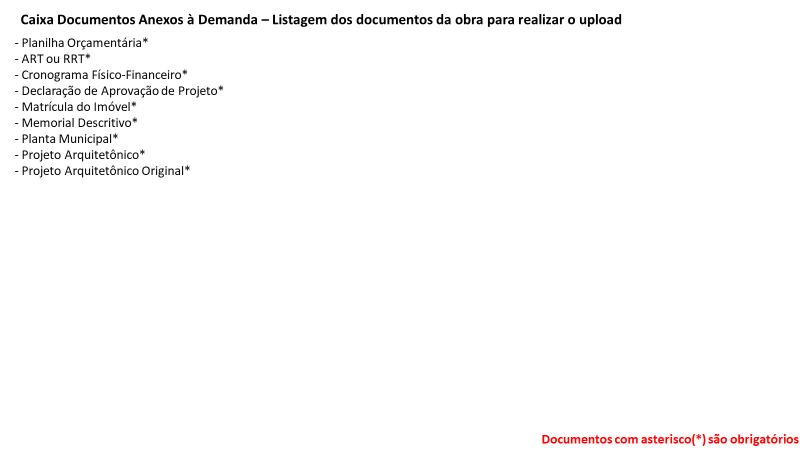 Caixa Documentos Anexos à Demanda – Listagem dos documentos da obra para realizar o upload
- Planilha Orçamentária*
- ART ou RRT*
- Cronograma Físico-Financeiro*
- Declaração de Aprovação de Projeto*
- Matrícula do Imóvel*
- Memorial Descritivo*
- Planta Municipal*
- Projeto Arquitetônico*
- Projeto Arquitetônico Original*
Documentos com asterisco(*) são obrigatórios